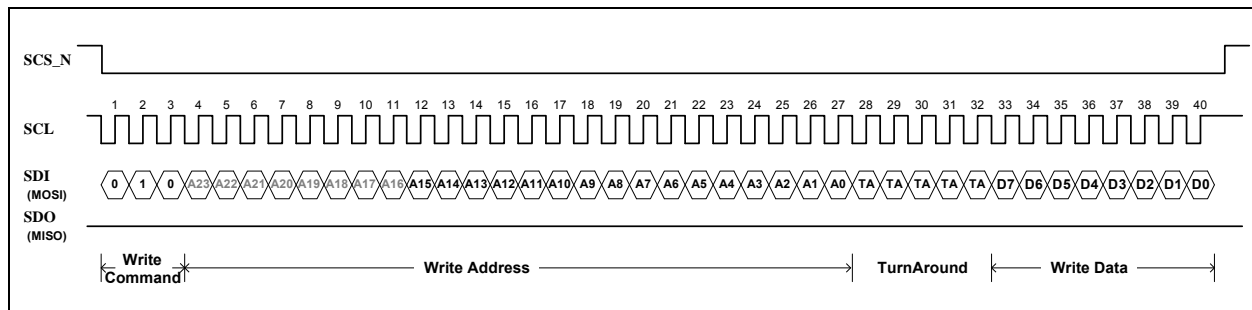 SCS_N
1 2 3 4 5 6 7 8 9 10 11 12 13 14 15 16 17 18 19 20 21 22 23 24 25 26 27 28 29 30 31 32 33 34 35 36 37 38 39 40
SCL
SDI
(MOSI)
0 1 0 A23 A22 A21 A20 A19 A18 A17 A16 A15 A14 A13 A12 A11 A10 A9 A8 A7 A6 A5 A4 A3 A2 A1 A0 TA TA TA TA TA D7 D6 D5 D4 D3 D2 D1 D0
SDO
(MISO)
Write
Command
Write Address
TurnAround
Write Data